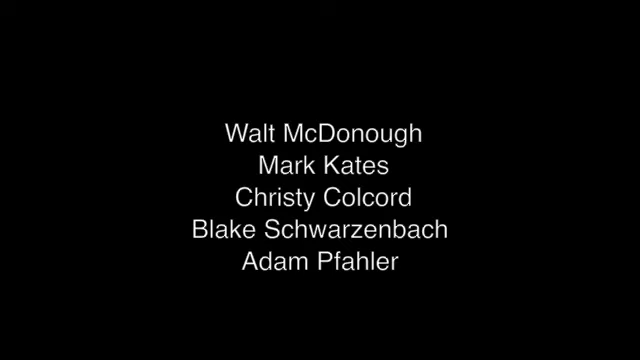 Walt McDonough
Mark Kates
Christy Colcord
Blake Schwarzenbach
Adam Pfahler